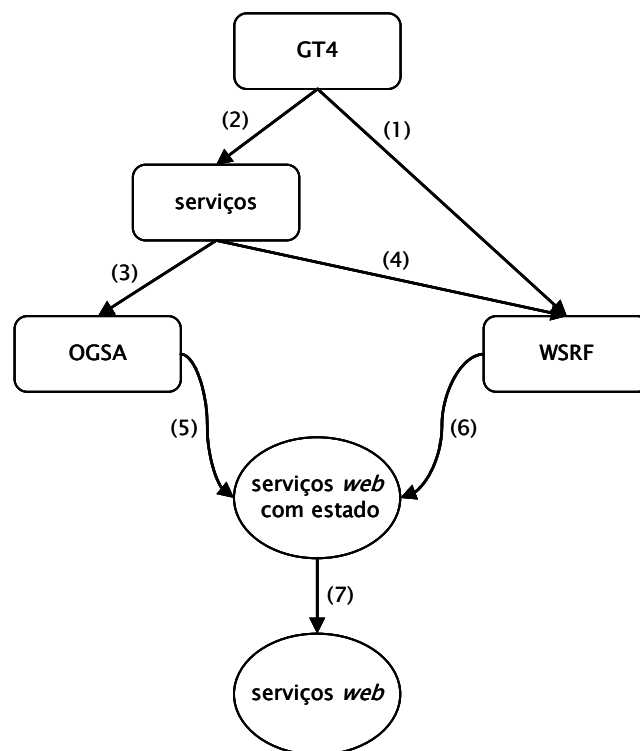 GT4
(2)
(1)
serviços
(3)
(4)
OGSA
WSRF
(5)
(6)
serviços web
com estado
(7)
serviços web